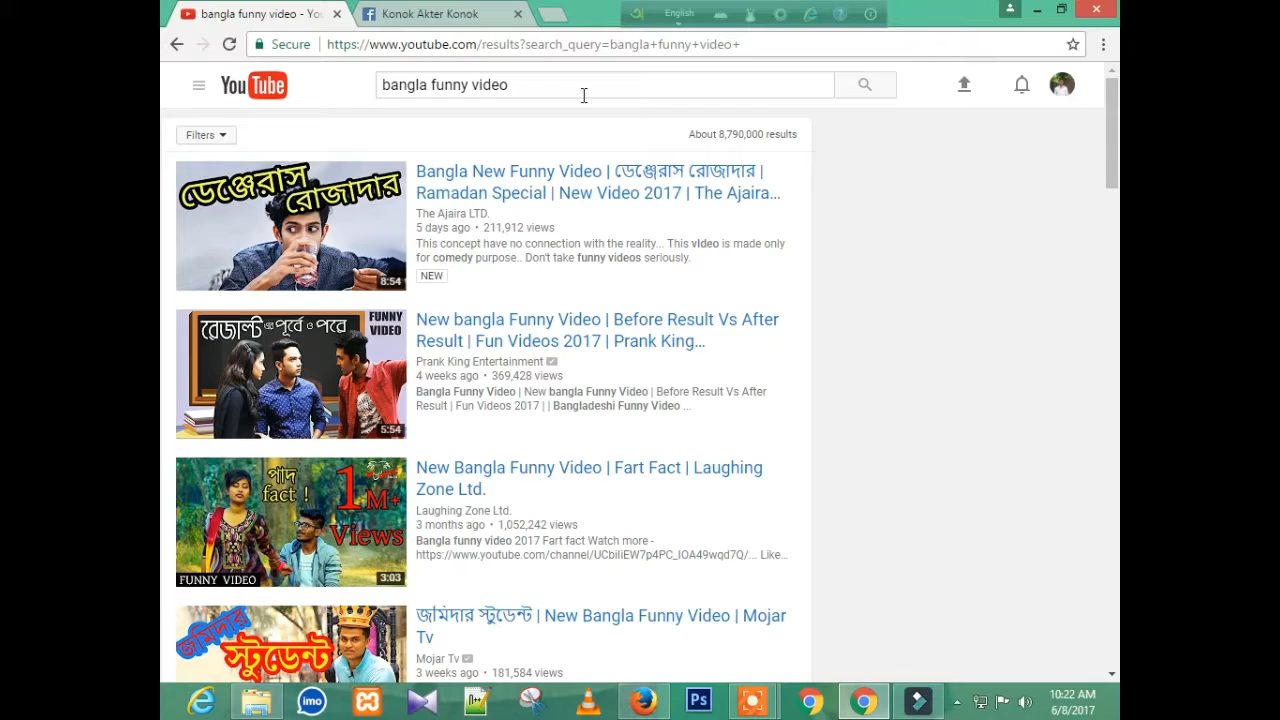 bangla funny video - You
Konok Akter Konok
English
Secure
https://www.youtube.com/results?search_query=bangla+funny+video+
YouTube
bangla funny video
Filters
About 8,790,000 results
ডেঞ্জেরাস
রোজাদার
8:54
Bangla New Funny Video | ডেঞ্জেরাস রোজাদার |
Ramadan Special | New Video 2017 | The Ajaira...
The Ajaira LTD.
5 days ago • 211,912 views
This concept have no connection with the reality... This video is made only
for comedy purpose.. Don't take funny videos seriously.
NEW
রেজাল্ট এর পূর্বে ও পরে
FUNNY
VIDEO
5:54
New bangla Funny Video | Before Result Vs After
Result | Fun Videos 2017 | Prank King...
Prank King Entertainment
4 weeks ago • 369,428 views
Bangla Funny Video | New bangla Funny Video | Before Result Vs After
Result | Fun Videos 2017 | | Bangladeshi Funny Video ...
পাদ
fact !
1
M+
Views
FUNNY VIDEO
3:03
New Bangla Funny Video | Fart Fact | Laughing
Zone Ltd.
Laughing Zone Ltd.
3 months ago • 1,052,242 views
Bangla funny video 2017 Fart fact Watch more -
https://www.youtube.com/channel/UCbiliEW7p4PC_IOA49wqd7Q/... Like...
জমিদার
স্টুডেন্ট
জমিদার স্টুডেন্ট | New Bangla Funny Video | Mojar
Tv
Mojar Tv
3 weeks ago • 181,584 views
imo
Ps
10:22 AM
6/8/2017